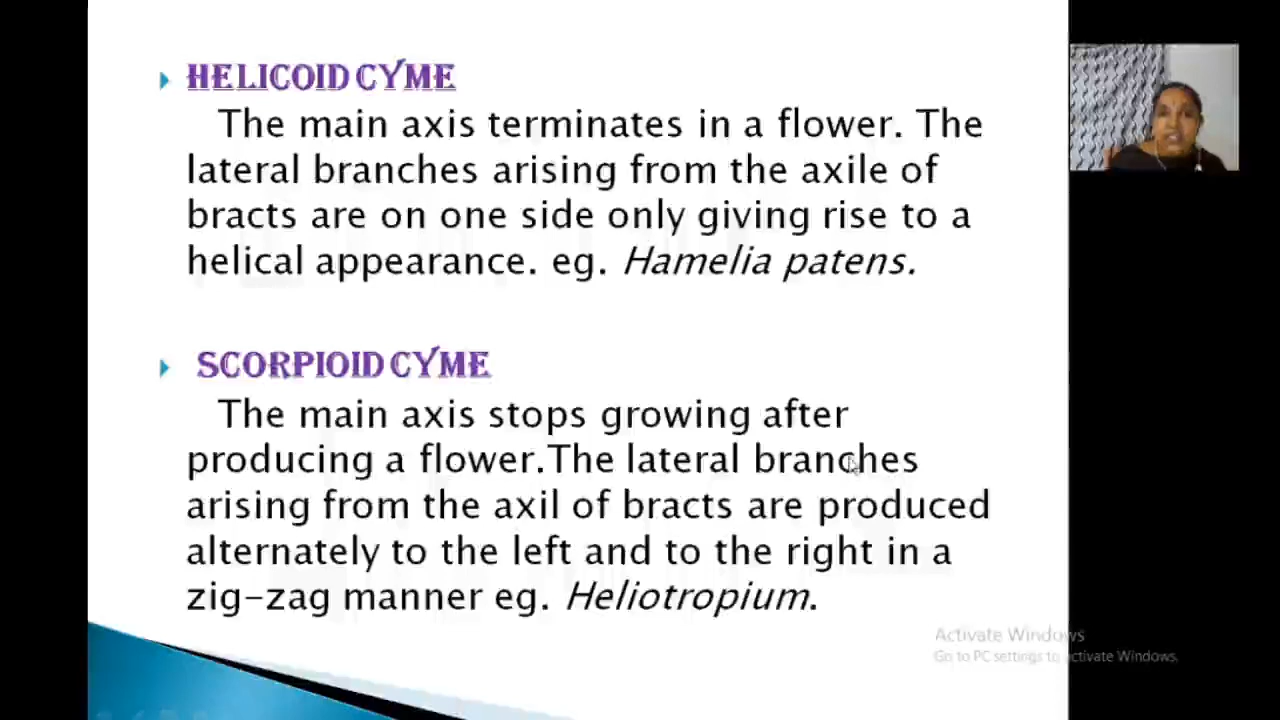 HELICOID CYME
The main axis terminates in a flower. The
lateral branches arising from the axile of
bracts are on one side only giving rise to a
helical appearance. eg. Hamelia patens.
SCORPIOID CYME
The main axis stops growing after
producing a flower.The lateral branches
arising from the axil of bracts are produced
alternately to the left and to the right in a
zig-zag manner eg. Heliotropium.
Activate Windows
Go to PC settings to activate Windows.